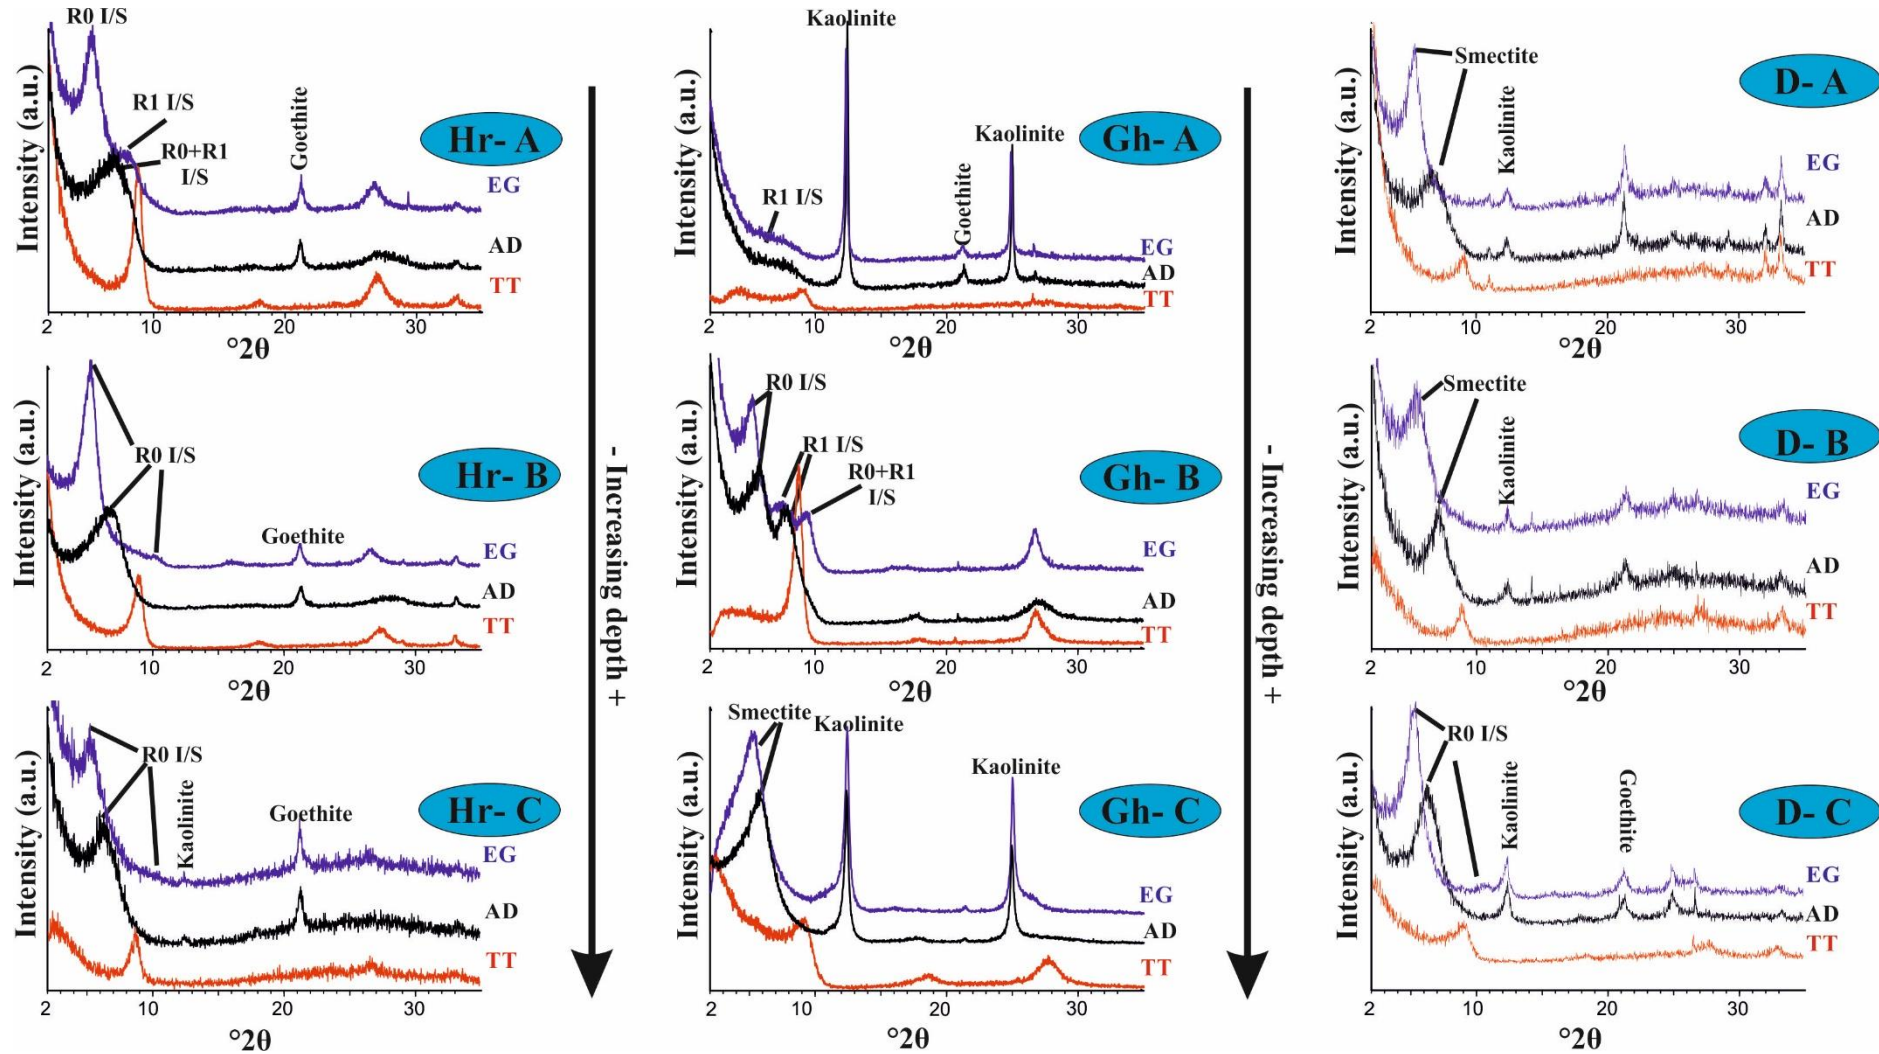 R0 I/S
R1 I/S
R0+R1
I/S
Goethite
Hr- A
EG
AD
TT
Intensity (a.u.)
2 10 20 30
°2θ
Kaolinite
Kaolinite
R1 I/S
Goethite
Gh- A
EG
AD
TT
Intensity (a.u.)
2 10 20 30
°2θ
Smectite
Kaolinite
D- A
EG
AD
TT
Intensity (a.u.)
2 10 20 30
°2θ
R0 I/S
Goethite
Hr- B
EG
AD
TT
Intensity (a.u.)
2 10 20 30
°2θ
- Increasing depth +
R0 I/S
R1 I/S
R0+R1
I/S
Gh- B
EG
AD
TT
Intensity (a.u.)
2 10 20 30
°2θ
- Increasing depth +
Smectite
Kaolinite
D- B
EG
AD
TT
Intensity (a.u.)
2 10 20 30
°2θ
R0 I/S
Kaolinite
Goethite
Hr- C
EG
AD
TT
Intensity (a.u.)
2 10 20 30
°2θ
Smectite
Kaolinite
Kaolinite
Gh- C
EG
AD
TT
Intensity (a.u.)
2 10 20 30
°2θ
R0 I/S
Kaolinite
Goethite
D- C
EG
AD
TT
Intensity (a.u.)
2 10 20 30
°2θ